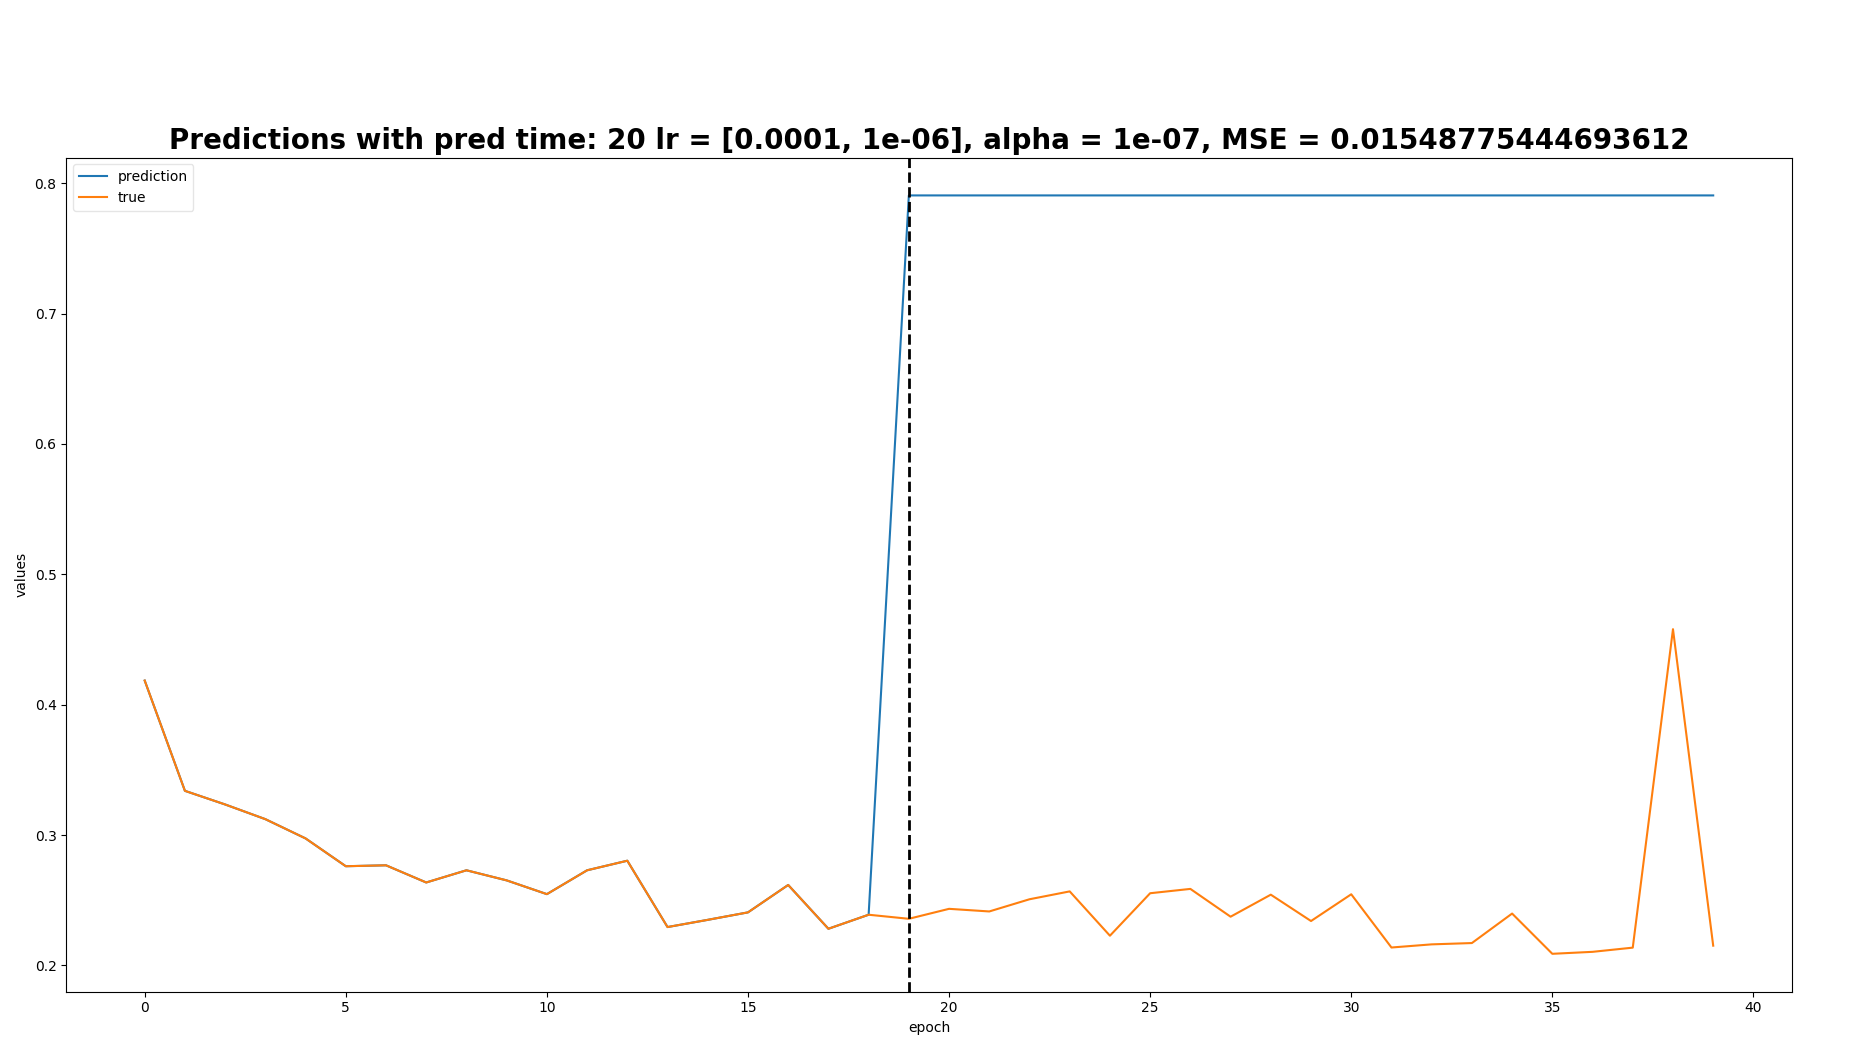 Predictions with pred time: 20 lr = [0.0001, 1e-06], alpha = 1e-07, MSE = 0.01548775444693612
prediction
true
0.8
0.7
0.6
0.5
0.4
0.3
0.2
values
0 5 10 15 20 25 30 35 40
epoch